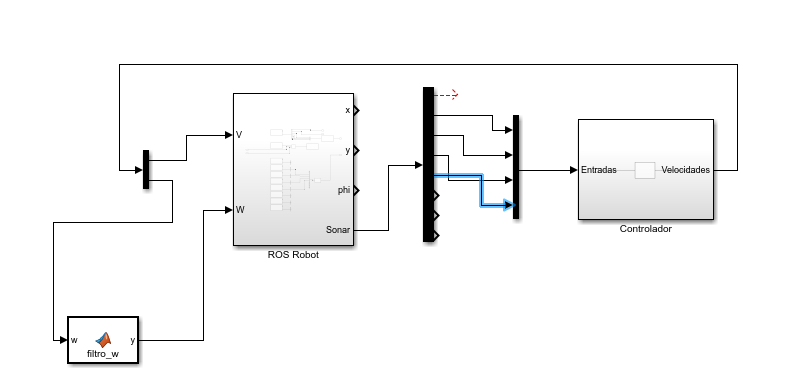 x
V
y
Entradas
Velocidades
phi
W
Sonar
Controlador
ROS Robot
w
y
filtro_w